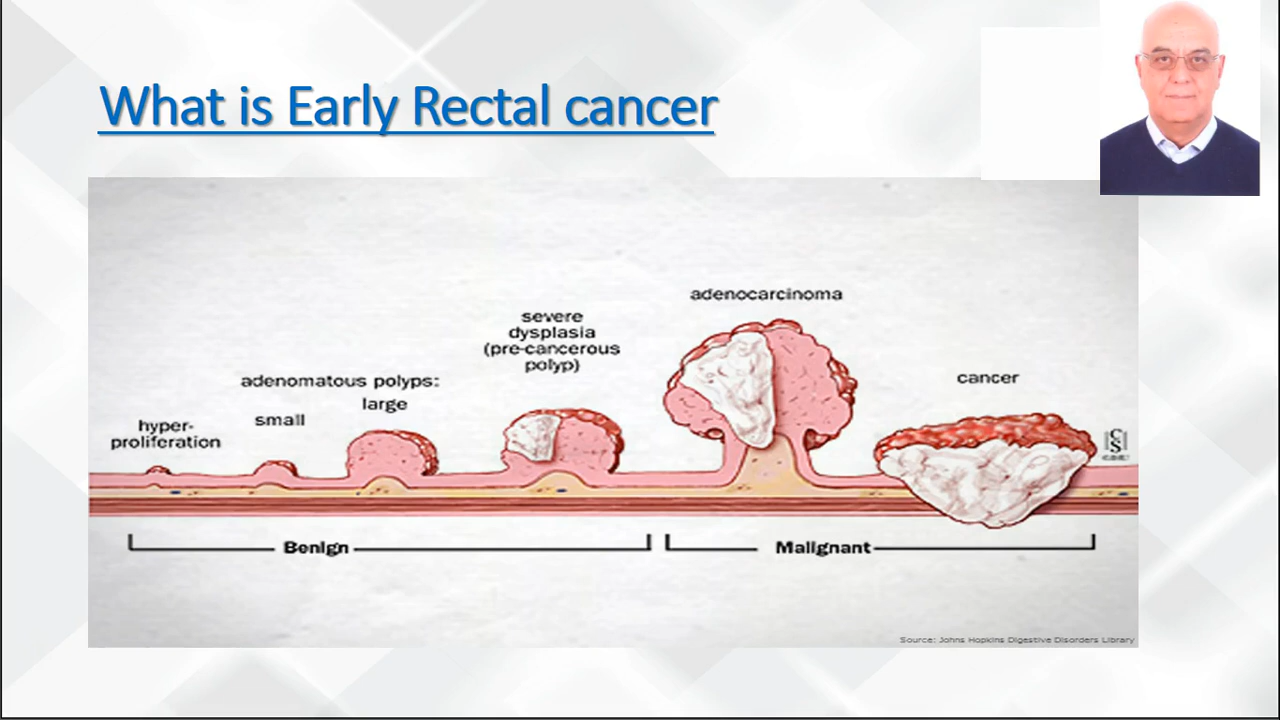 What is Early Rectal cancer
adenocarcinoma
severe
dysplasia
(pre-cancerous
polyp)
cancer
adenomatous polyps:
large
small
hyper-
proliferation
Benign
Malignant
Source: Johns Hopkins Digestive Disorders Library